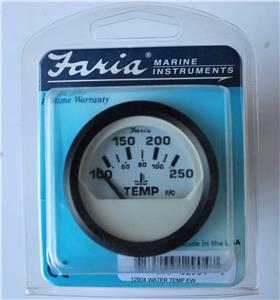 Faria
MARINE
INSTRUMENTS
Lifetime Warranty
Faria
150 200
60 80
100 250
TEMP F/C
Made in the USA
12904 WATER TEMP EW